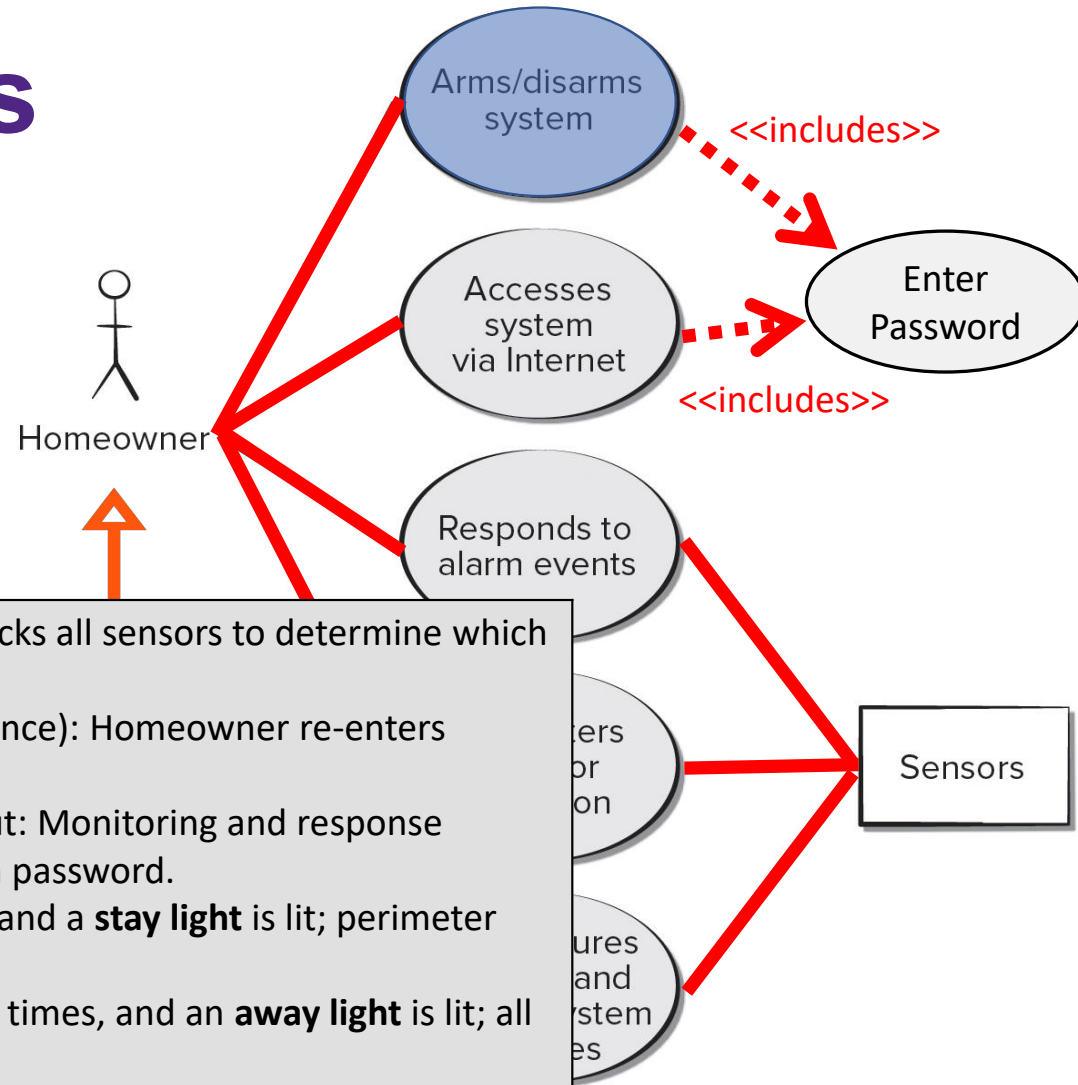 s
Arms/disarms
system
<<includes>>
Enter
Password
Accesses
system
via Internet
<<includes>>
Homeowner
Responds to
alarm events
cks all sensors to determine which
nce): Homeowner re-enters
ut: Monitoring and response
password.
and a stay light is lit; perimeter
times, and an away light is lit; all
ters
or
on
Sensors
ures
and
ystem
es